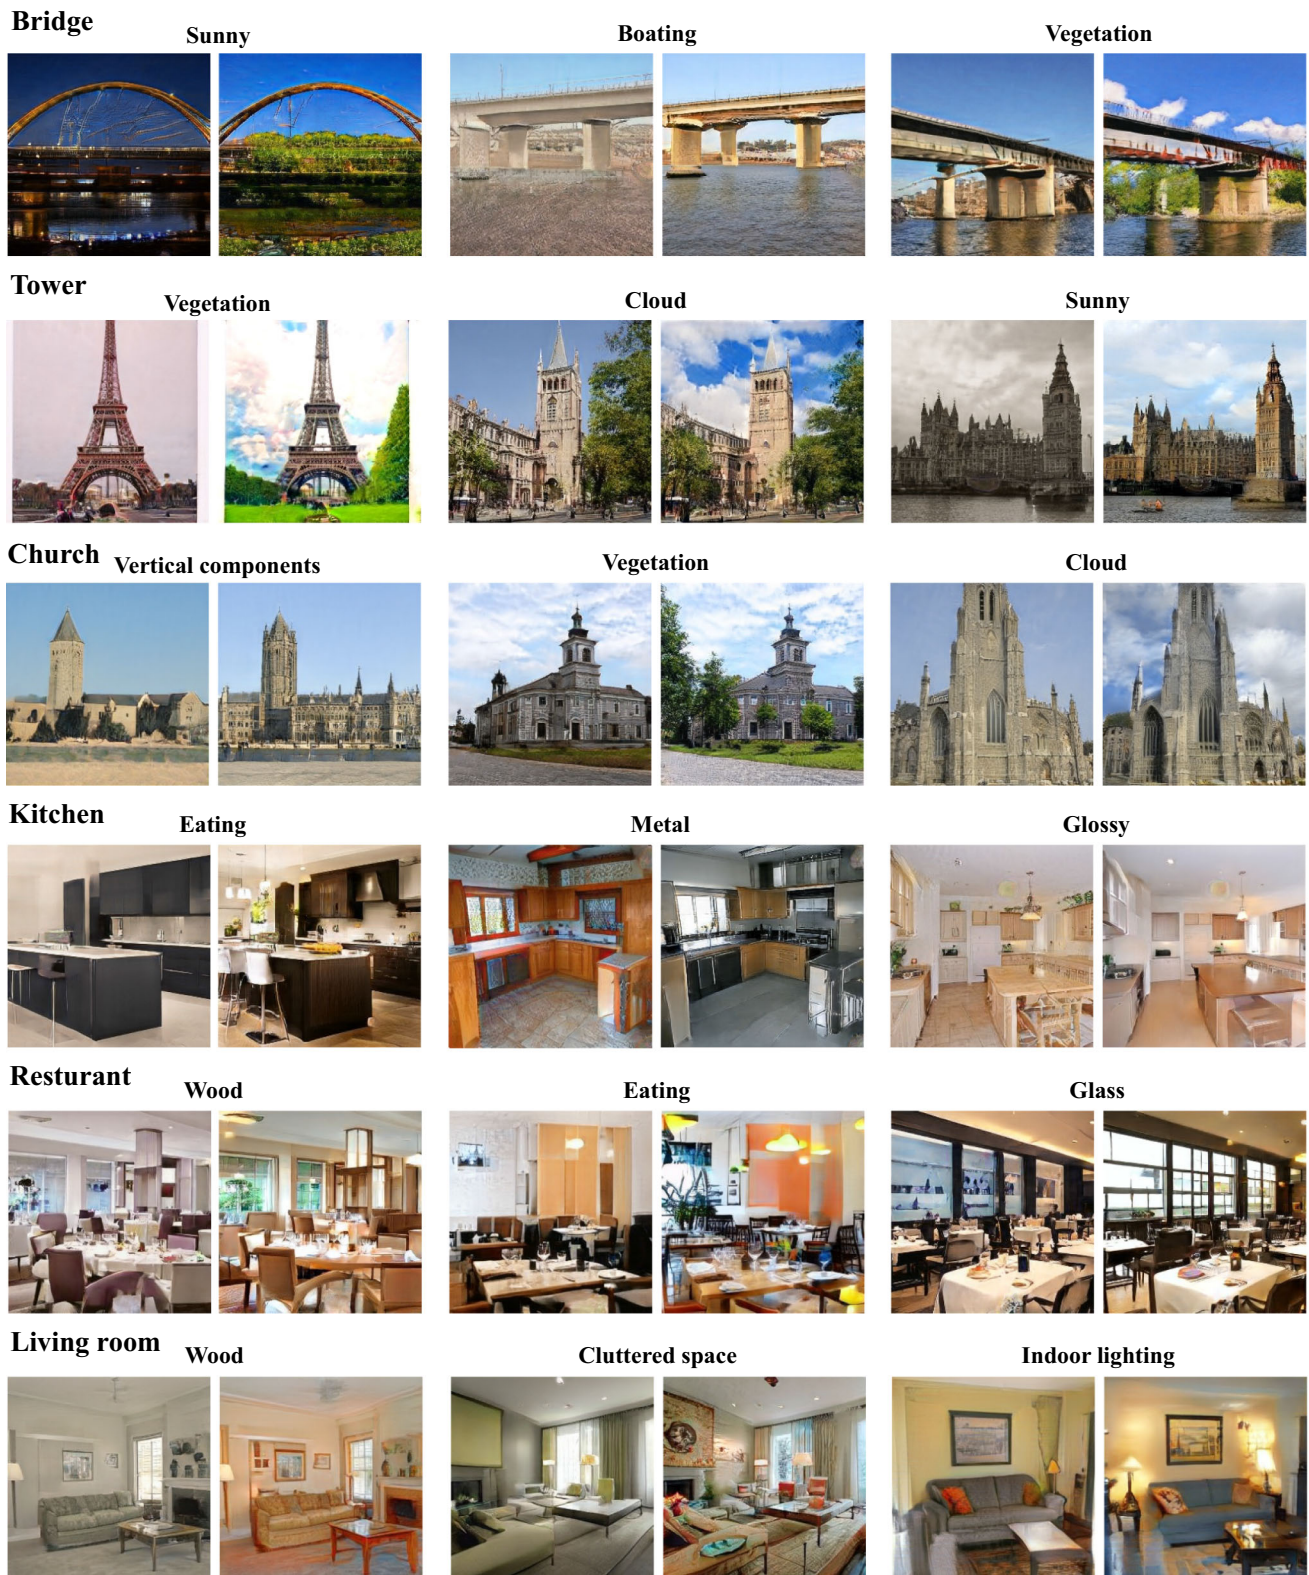 Bridge
Sunny
Boating
Vegetation
Tower
Vegetation
Cloud
Sunny
Church
Vertical components
Vegetation
Cloud
Kitchen
Eating
Metal
Glossy
Resturant
Wood
Eating
Glass
Living room
Wood
Cluttered space
Indoor lighting